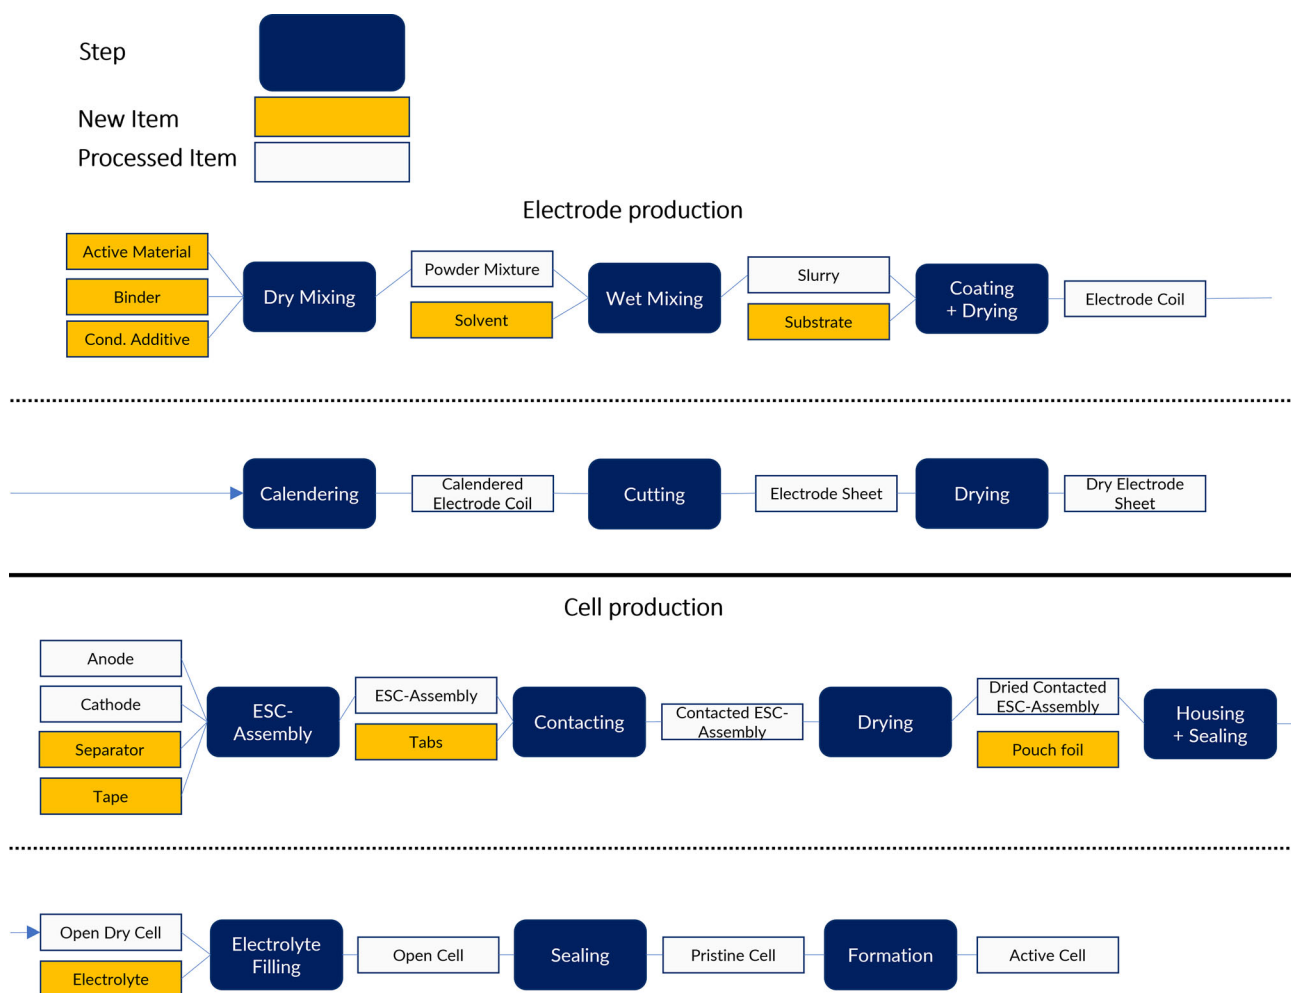 Step
New Item
Processed Item
Electrode production
Active Material
Binder
Cond. Additive
Dry Mixing
Powder Mixture
Solvent
Wet Mixing
Slurry
Substrate
Coating
+ Drying
Electrode Coil
Calendering
Calendered
Electrode Coil
Cutting
Electrode Sheet
Drying
Dry Electrode
Sheet
Cell production
Anode
Cathode
Separator
Tape
ESC-
Assembly
ESC-Assembly
Tabs
Contacting
Contacted ESC-
Assembly
Drying
Dried Contacted
ESC-Assembly
Pouch foil
Housing
+ Sealing
Open Dry Cell
Electrolyte
Electrolyte
Filling
Open Cell
Sealing
Pristine Cell
Formation
Active Cell